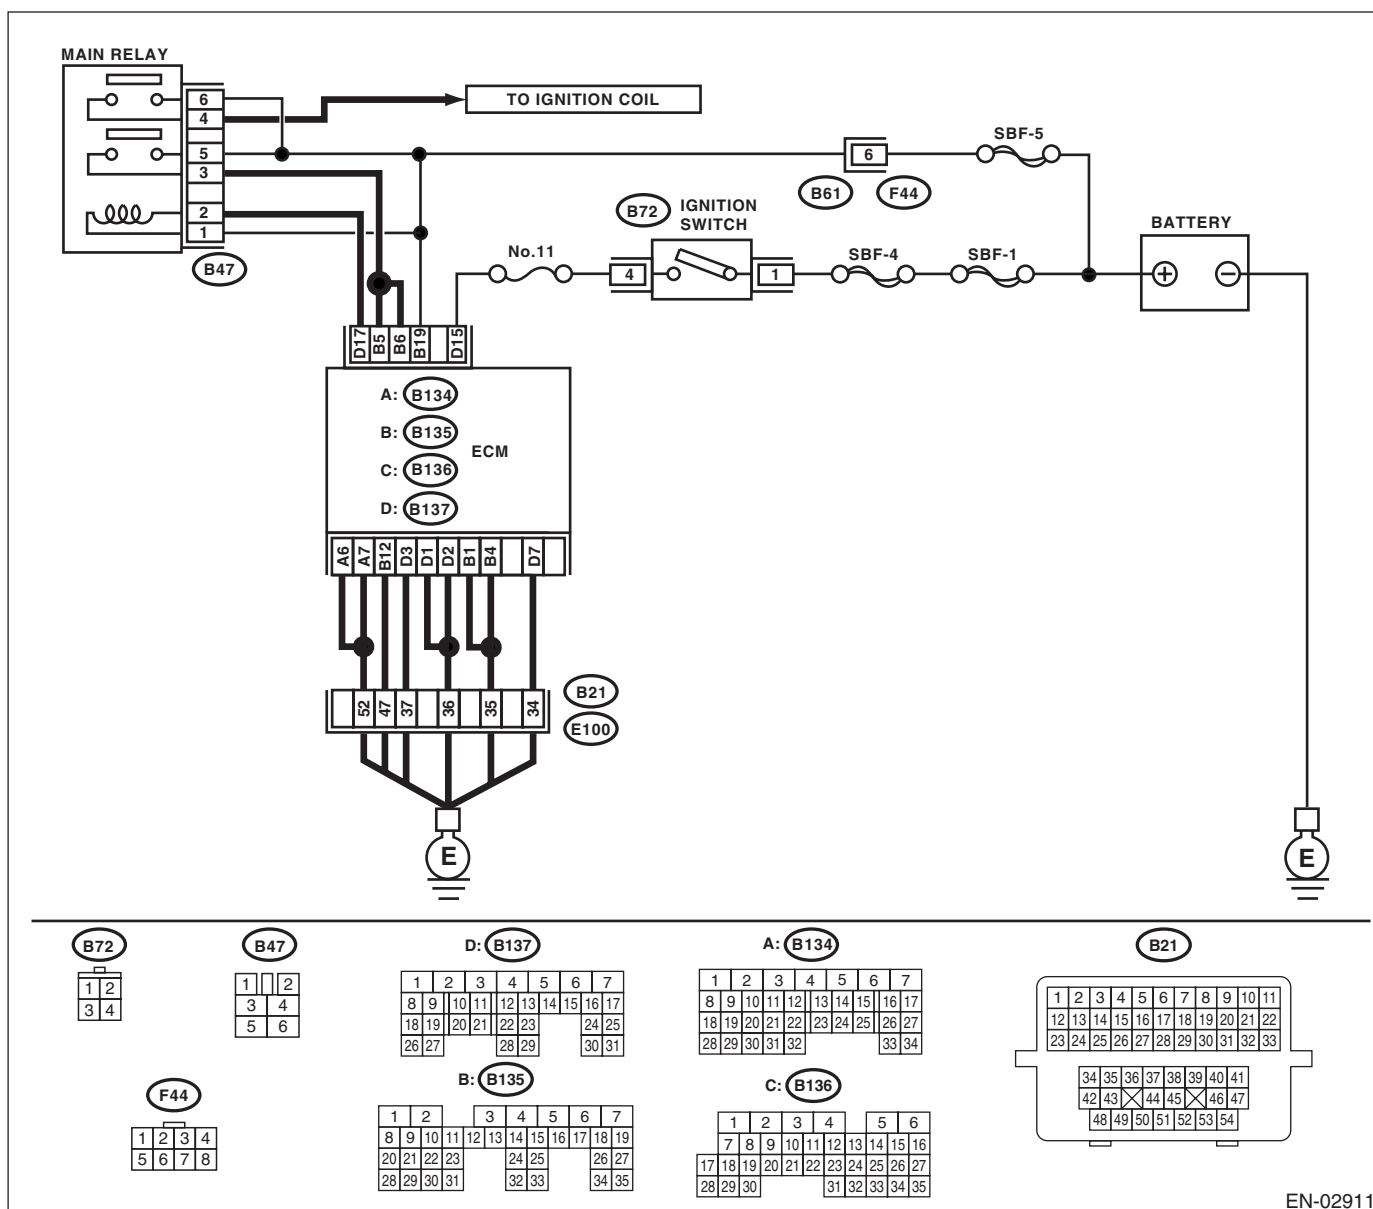 MAIN RELAY
6
4
5
3
2
1
B47
TO IGNITION COIL
SBF-5
6
B61 F44
B72 IGNITION
SWITCH
BATTERY
No.11
4
1
SBF-4
SBF-1
+ −
D17 B5 B6 B19 D15
A: B134
B: B135
C: B136
D: B137
ECM
A6 A7 B12 D3 D1 D2 B1 B4 D7
52 47 37 36 35 34
B21
E100
E
E
B72
1 2
3 4
B47
1 2
3 4
5 6
D: B137
1 2 3 4 5 6 7
8 9 10 11 12 13 14 15 16 17
18 19 20 21 22 23 24 25
26 27 28 29 30 31
A: B134
1 2 3 4 5 6 7
8 9 10 11 12 13 14 15 16 17
18 19 20 21 22 23 24 25 26 27
28 29 30 31 32 33 34
B21
1 2 3 4 5 6 7 8 9 10 11
12 13 14 15 16 17 18 19 20 21 22
23 24 25 26 27 28 29 30 31 32 33
34 35 36 37 38 39 40 41
42 43 44 45 46 47
48 49 50 51 52 53 54
F44
1 2 3 4
5 6 7 8
B: B135
1 2 3 4 5 6 7
8 9 10 11 12 13 14 15 16 17 18 19
20 21 22 23 24 25 26 27
28 29 30 31 32 33 34 35
C: B136
1 2 3 4 5 6
7 8 9 10 11 12 13 14 15 16
17 18 19 20 21 22 23 24 25 26 27
28 29 30 31 32 33 34 35
EN-02911